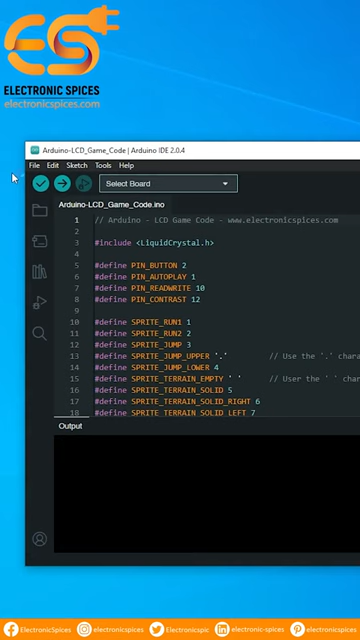 ES
ELECTRONIC SPICES
electronicspices.com
Arduino-LCD_Game_Code | Arduino IDE 2.0.4
File Edit Sketch Tools Help
Select Board
Arduino-LCD_Game_Code.ino
1 // Arduino - LCD Game Code - www.electronicspices.com
2
3 #include <LiquidCrystal.h>
4
5 #define PIN_BUTTON 2
6 #define PIN_AUTOPLAY 1
7 #define PIN_READWRITE 10
8 #define PIN_CONTRAST 12
9
10 #define SPRITE_RUN1 1
11 #define SPRITE_RUN2 2
12 #define SPRITE_JUMP 3
13 #define SPRITE_JUMP_UPPER '.' // Use the '.' chara
14 #define SPRITE_JUMP_LOWER 4
15 #define SPRITE_TERRAIN_EMPTY ' ' // User the ' ' chara
16 #define SPRITE_TERRAIN_SOLID 5
17 #define SPRITE_TERRAIN_SOLID_RIGHT 6
18 #define SPRITE_TERRAIN_SOLID_LEFT 7
Output
ElectronicSpices electronicspices Electronicspic electronic-spices electronicspices